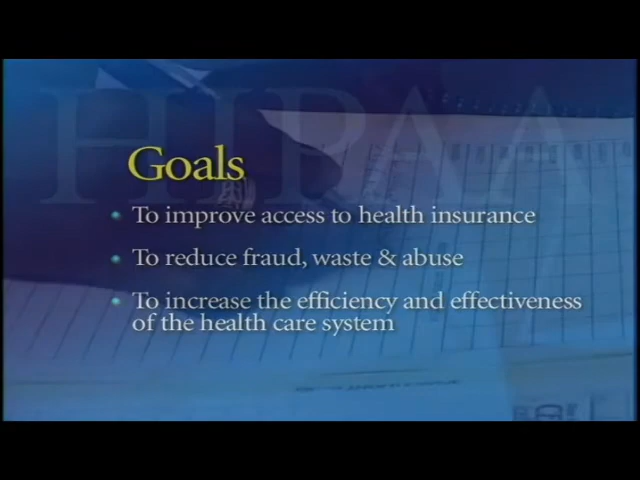 HIPAA
Goals
• To improve access to health insurance
• To reduce fraud, waste & abuse
• To increase the efficiency and effectiveness
of the health care system